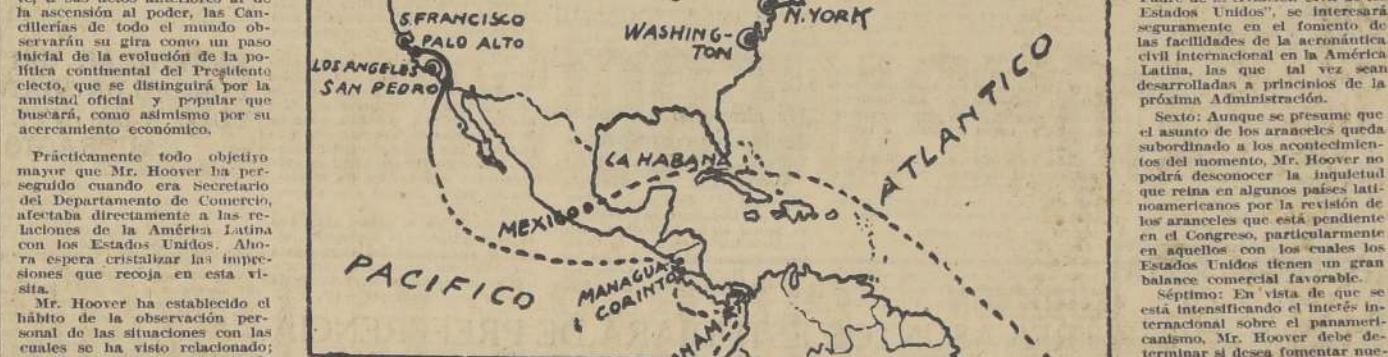 la ascensión al poder, las Can-
cillerías de todo el mundo ob-
servarán su gira como un paso
inicial de la evolución de la po-
lítica continental del Presidente
electo, que se distinguirá por la
amistad oficial y popular que
buscará, como asimismo por su
acercamiento económico.
Prácticamente todo objetivo
mayor que Mr. Hoover ha per-
seguido cuando era Secretario
del Departamento de Comercio,
afectaba directamente a las re-
laciones de la América Latina
con los Estados Unidos. Aho-
ra espera cristalizar las impre-
siones que recoja en esta vi-
sita.
Mr. Hoover ha establecido el
hábito de la observación per-
sonal de las situaciones con las
cuales se ha visto relacionado;
S. FRANCISCO
PALO ALTO
LOS ANGELES
SAN PEDRO
N. YORK
WASHING-
TON
ATLANTICO
LA HABANA
MEXICO
PACIFICO
MANAGUA
CORINTO
Estados Unidos", se interesará
seguramente en el fomento de
las facilidades de la aeronáutica
civil internacional en la América
Latina, las que tal vez sean
desarrolladas a principios de la
próxima Administración.
Sexto: Aunque se presume que
el asunto de los aranceles queda
subordinado a los acontecimien-
tos del momento, Mr. Hoover no
podrá desconocer la inquietud
que reina en algunos países lati-
noamericanos por la revisión de
los aranceles que está pendiente
en el Congreso, particularmente
en aquellos con los cuales los
Estados Unidos tienen un gran
balance comercial favorable.
Séptimo: En vista de que se
está intensificando el interés in-
ternacional sobre el panameri-
canismo, Mr. Hoover debe de-
terminar si desea fomentar nue-